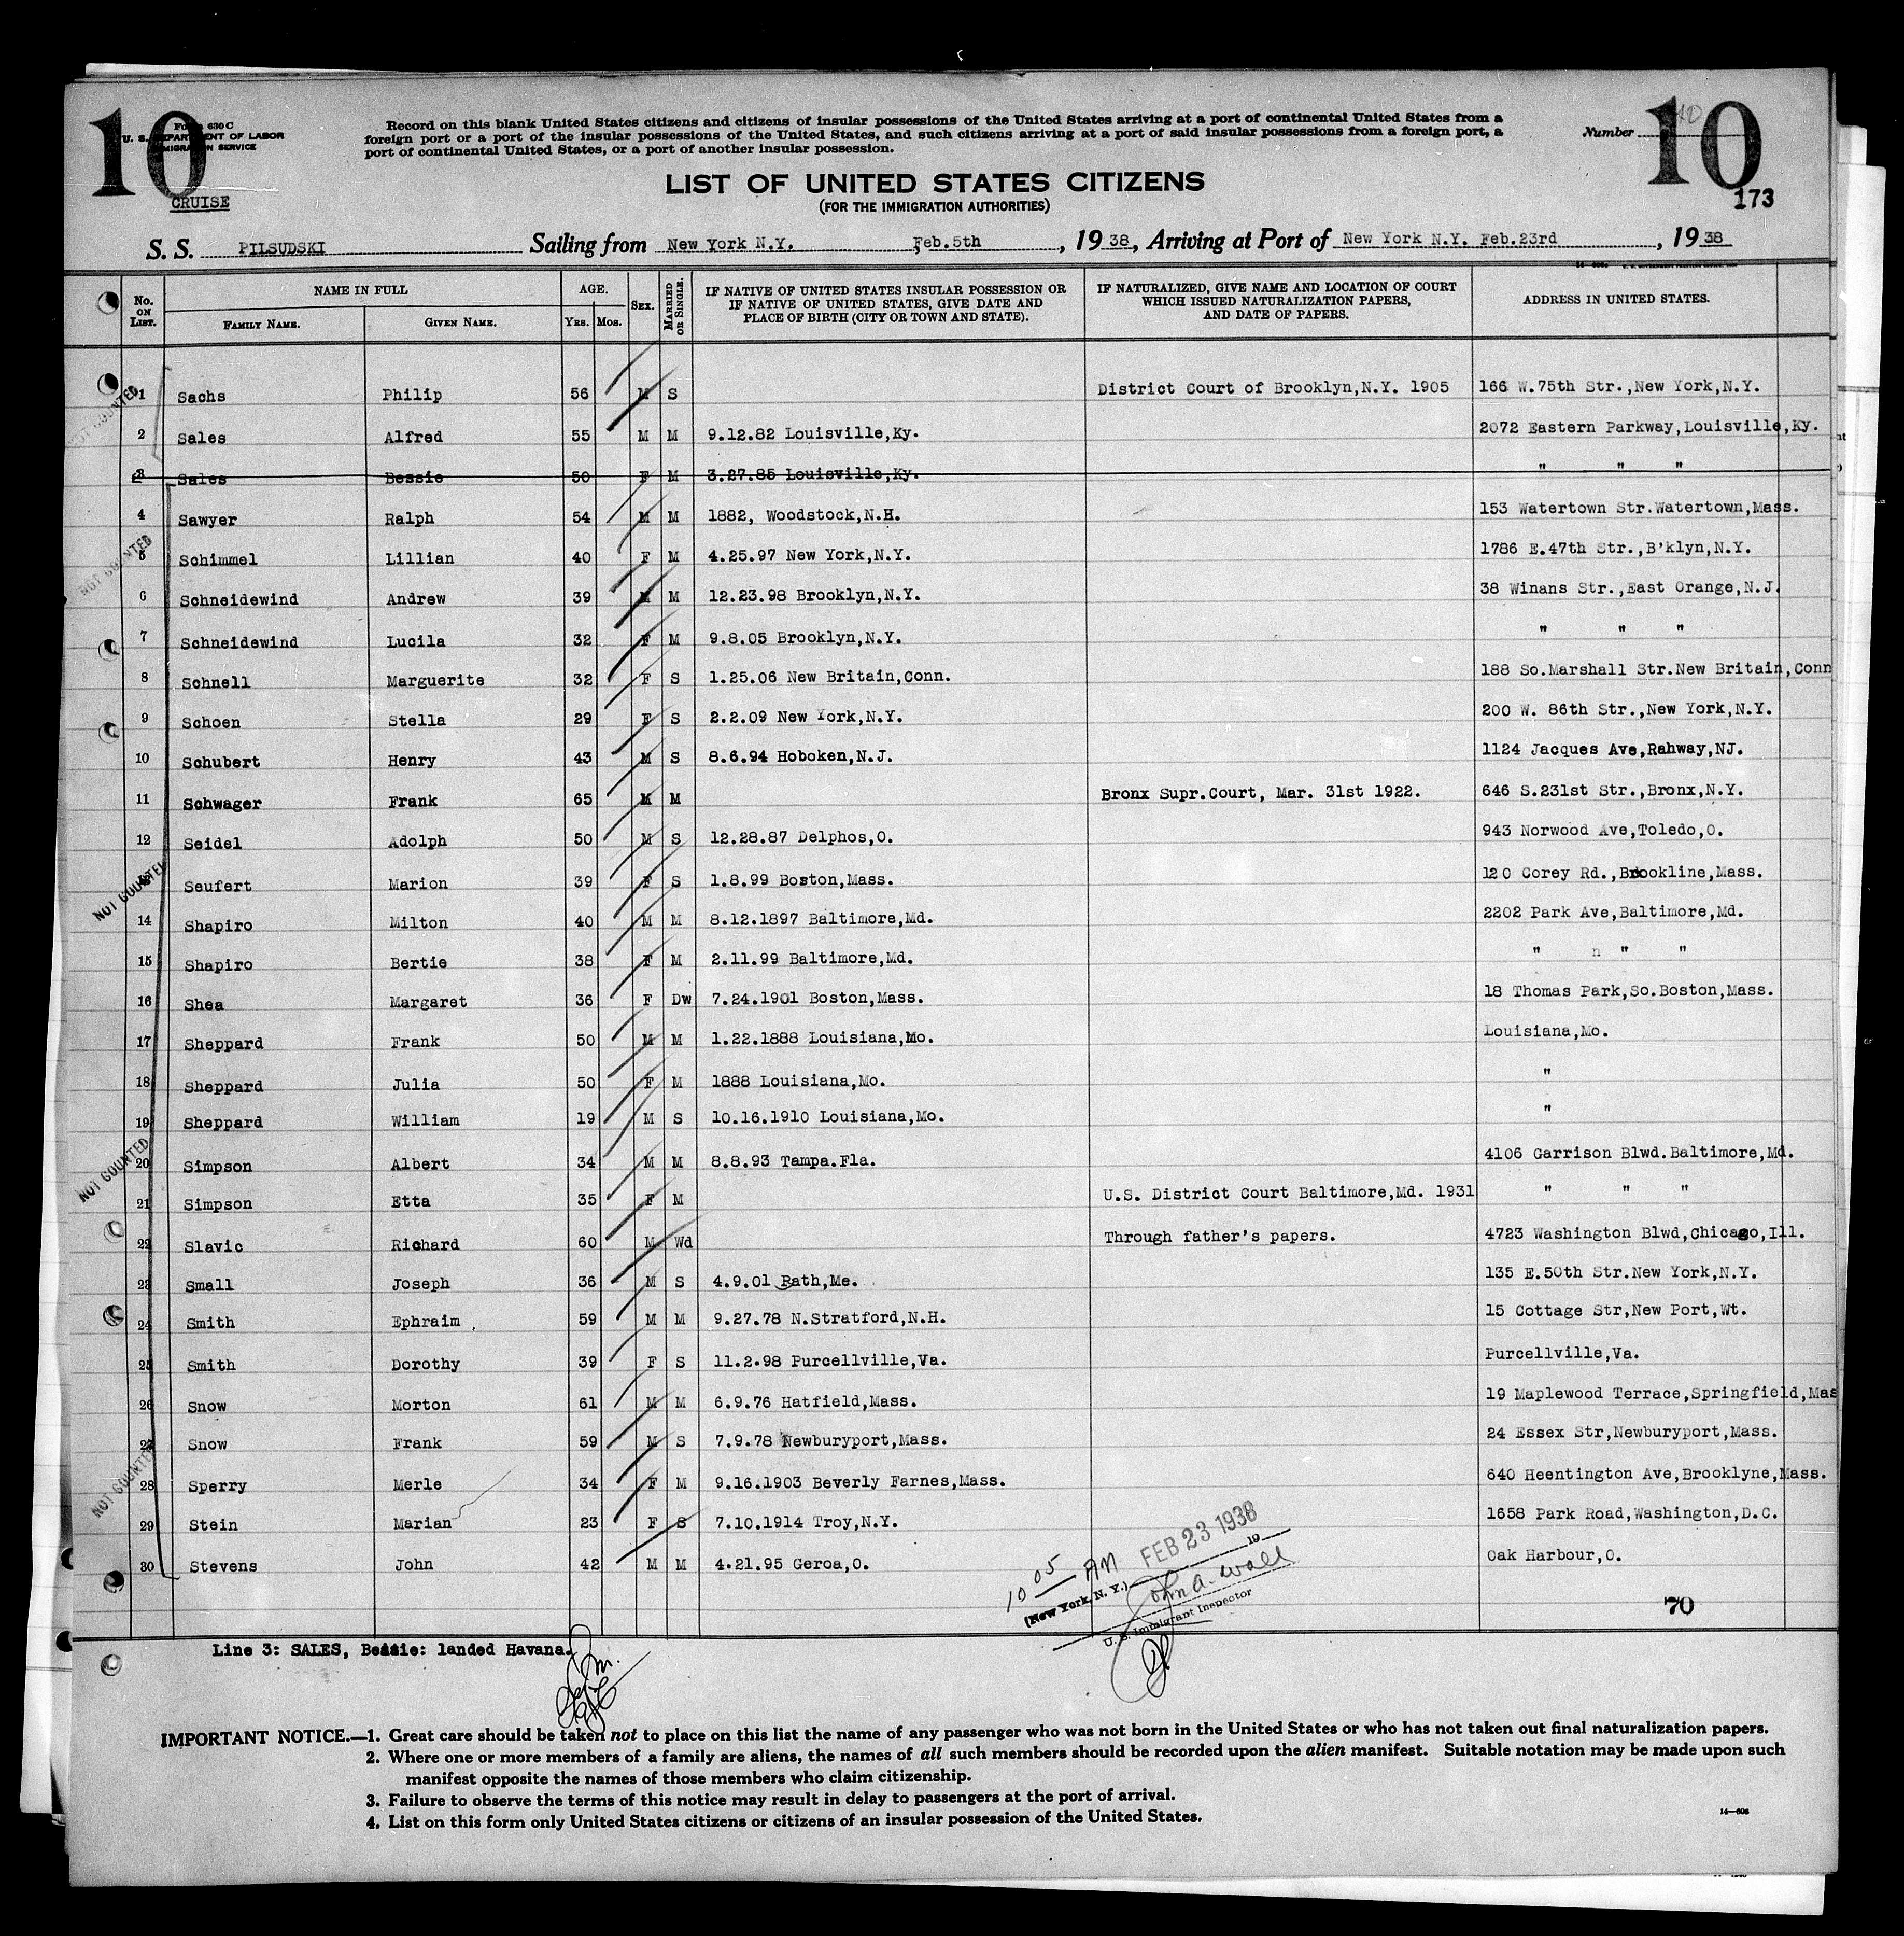 10
Form 630 C
U. S. DEPARTMENT OF LABOR
IMMIGRATION SERVICE
CRUISE
Record on this blank United States citizens and citizens of insular possessions of the United States arriving at a port of continental United States from a
foreign port or a port of the insular possessions of the United States, and such citizens arriving at a port of said insular possessions from a foreign port, a
port of continental United States, or a port of another insular possession.
Number 10
10
173
LIST OF UNITED STATES CITIZENS
(FOR THE IMMIGRATION AUTHORITIES)
S. S. PILSUDSKI Sailing from New York N.Y. Feb.5th, 1938, Arriving at Port of New York N.Y. Feb.23rd, 1938
No. ON LIST. NAME IN FULL FAMILY NAME. GIVEN NAME. AGE. YRS. MOS. SEX. MARRIED OR SINGLE. IF NATIVE OF UNITED STATES INSULAR POSSESSION OR IF NATIVE OF UNITED STATES, GIVE DATE AND PLACE OF BIRTH (CITY OR TOWN AND STATE). IF NATURALIZED, GIVE NAME AND LOCATION OF COURT WHICH ISSUED NATURALIZATION PAPERS, AND DATE OF PAPERS. ADDRESS IN UNITED STATES.
1 Sachs Philip 56 M S District Court of Brooklyn,N.Y. 1905 166 W.75th Str.,New York,N.Y.
2 Sales Alfred 55 M M 9.12.82 Louisville,Ky. 2072 Eastern Parkway,Louisville,Ky.
3 Sales Bessie 50 F M 3.27.85 Louisville,Ky. " " "
4 Sawyer Ralph 54 M M 1882, Woodstock,N.H. 153 Watertown Str.Watertown,Mass.
5 Schimmel Lillian 40 F M 4.25.97 New York,N.Y. 1786 E.47th Str.,B'klyn,N.Y.
6 Schneidewind Andrew 39 M M 12.23.98 Brooklyn,N.Y. 38 Winans Str.,East Orange,N.J.
7 Schneidewind Lucila 32 F M 9.8.05 Brooklyn,N.Y. " " "
8 Schnell Marguerite 32 F S 1.25.06 New Britain,Conn. 188 So.Marshall Str.New Britain,Conn
9 Schoen Stella 29 F S 2.2.09 New York,N.Y. 200 W. 86th Str.,New York,N.Y.
10 Schubert Henry 43 M S 8.6.94 Hoboken,N.J. 1124 Jacques Ave,Rahway,NJ.
11 Schwager Frank 65 M M Bronx Supr.Court, Mar. 31st 1922. 646 S.231st Str.,Bronx,N.Y.
12 Seidel Adolph 50 M S 12.28.87 Delphos,O. 943 Norwood Ave,Toledo,O.
13 Seufert Marion 39 F S 1.8.99 Boston,Mass. 120 Corey Rd.,Brookline,Mass.
14 Shapiro Milton 40 M M 8.12.1897 Baltimore,Md. 2202 Park Ave,Baltimore,Md.
15 Shapiro Bertie 38 F M 2.11.99 Baltimore,Md. " n " "
16 Shea Margaret 36 F Dw 7.24.1901 Boston,Mass. 18 Thomas Park,So.Boston,Mass.
17 Sheppard Frank 50 M M 1.22.1888 Louisiana,Mo. Louisiana,Mo.
18 Sheppard Julia 50 F M 1888 Louisiana,Mo. "
19 Sheppard William 19 M S 10.16.1910 Louisiana,Mo. "
20 Simpson Albert 34 M M 8.8.93 Tampa.Fla. 4106 Garrison Blwd.Baltimore,Md.
21 Simpson Etta 35 F M U.S. District Court Baltimore,Md. 1931 " " "
22 Slavic Richard 60 M Wd Through father's papers. 4723 Washington Blwd,Chicago,Ill.
23 Small Joseph 36 M S 4.9.01 Bath,Me. 135 E.50th Str.New York,N.Y.
24 Smith Ephraim 59 M M 9.27.78 N.Stratford,N.H. 15 Cottage Str,New Port,Wt.
25 Smith Dorothy 39 F S 11.2.98 Purcellville,Va. Purcellville,Va.
26 Snow Morton 61 M M 6.9.76 Hatfield,Mass. 19 Maplewood Terrace,Springfield,Mas
27 Snow Frank 59 M S 7.9.78 Newburyport,Mass. 24 Essex Str,Newburyport,Mass.
28 Sperry Merle 34 F M 9.16.1903 Beverly Farnes,Mass. 640 Heentington Ave,Brooklyne,Mass.
29 Stein Marian 23 F S 7.10.1914 Troy,N.Y. 1658 Park Road,Washington,D.C.
30 Stevens John 42 M M 4.21.95 Geroa,O. Oak Harbour,O.
NOT COUNTED
NOT COUNTED
NOT COUNTED
NOT COUNTED
NOT COUNTED
10 05 AM FEB 23 1938
(New York, N. Y.) 19
John A. Wall
U. S. Immigrant Inspector
70
Line 3: SALES, Bessie: landed Havana.
IMPORTANT NOTICE.—1. Great care should be taken not to place on this list the name of any passenger who was not born in the United States or who has not taken out final naturalization papers.
2. Where one or more members of a family are aliens, the names of all such members should be recorded upon the alien manifest. Suitable notation may be made upon such
manifest opposite the names of those members who claim citizenship.
3. Failure to observe the terms of this notice may result in delay to passengers at the port of arrival.
4. List on this form only United States citizens or citizens of an insular possession of the United States.